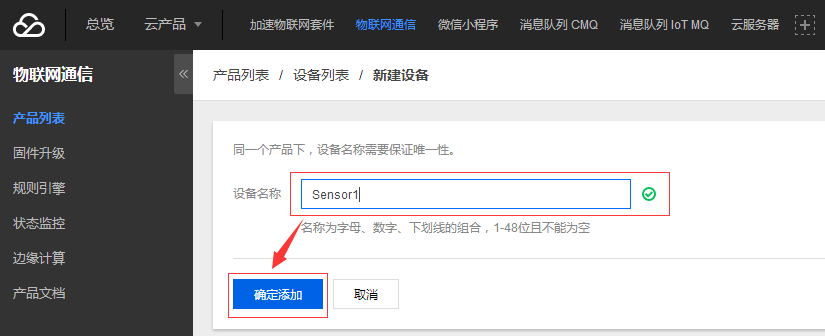 总览 云产品 加速物联网套件 物联网通信 微信小程序 消息队列 CMQ 消息队列 IoT MQ 云服务器
物联网通信
产品列表 / 设备列表 / 新建设备
产品列表
固件升级
规则引擎
状态监控
边缘计算
产品文档
同一个产品下，设备名称需要保证唯一性。
设备名称 Sensor1
名称为字母、数字、下划线的组合，1-48位且不能为空
确定添加 取消